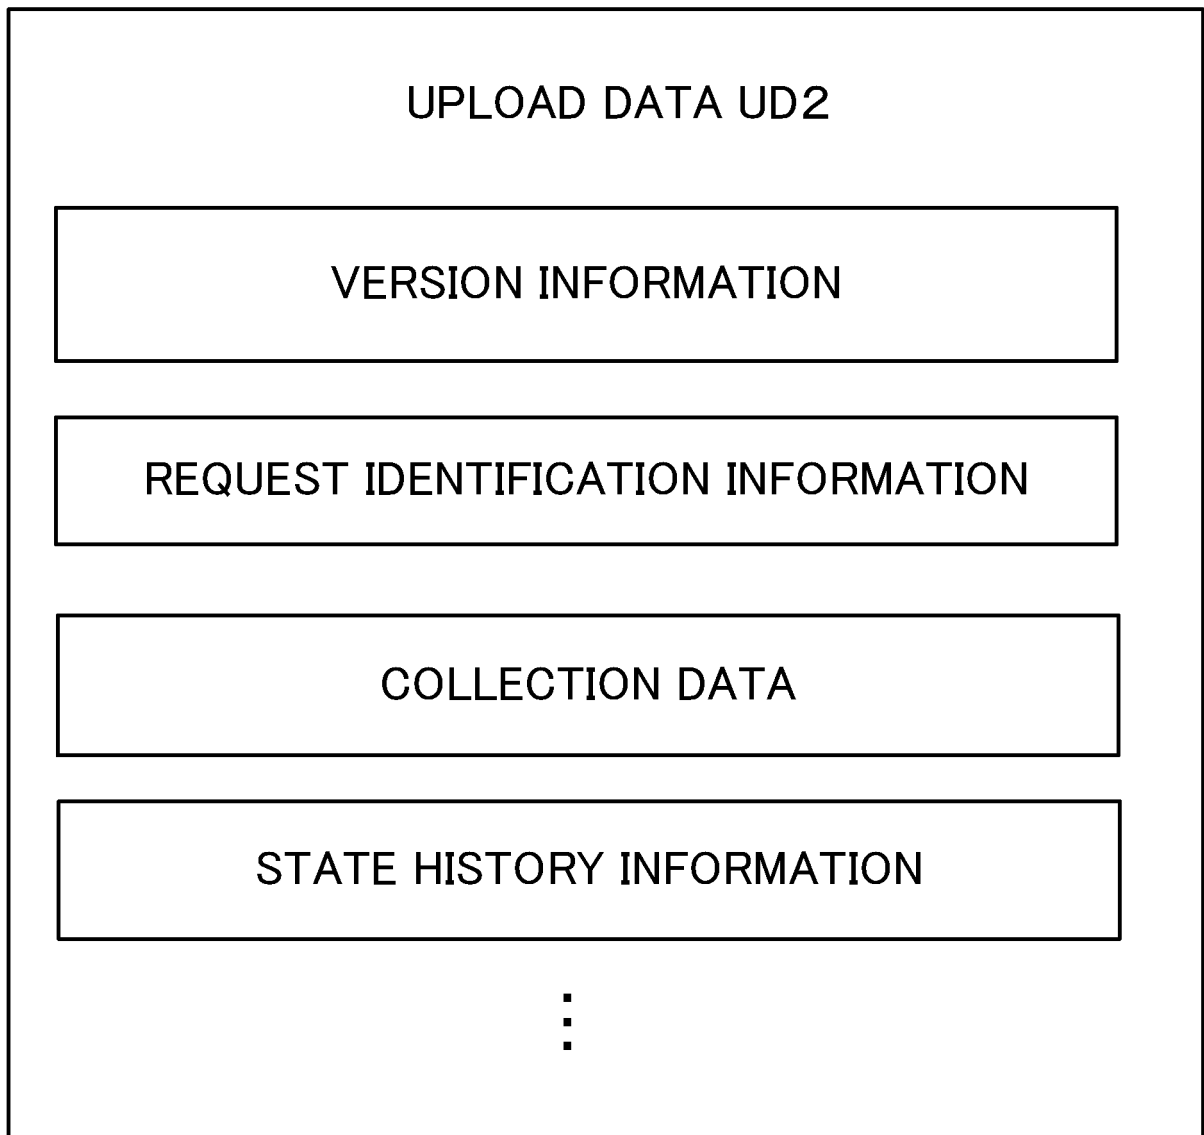 UPLOAD DATA UD2
VERSION INFORMATION
REQUEST IDENTIFICATION INFORMATION
COLLECTION DATA
STATE HISTORY INFORMATION
⋮